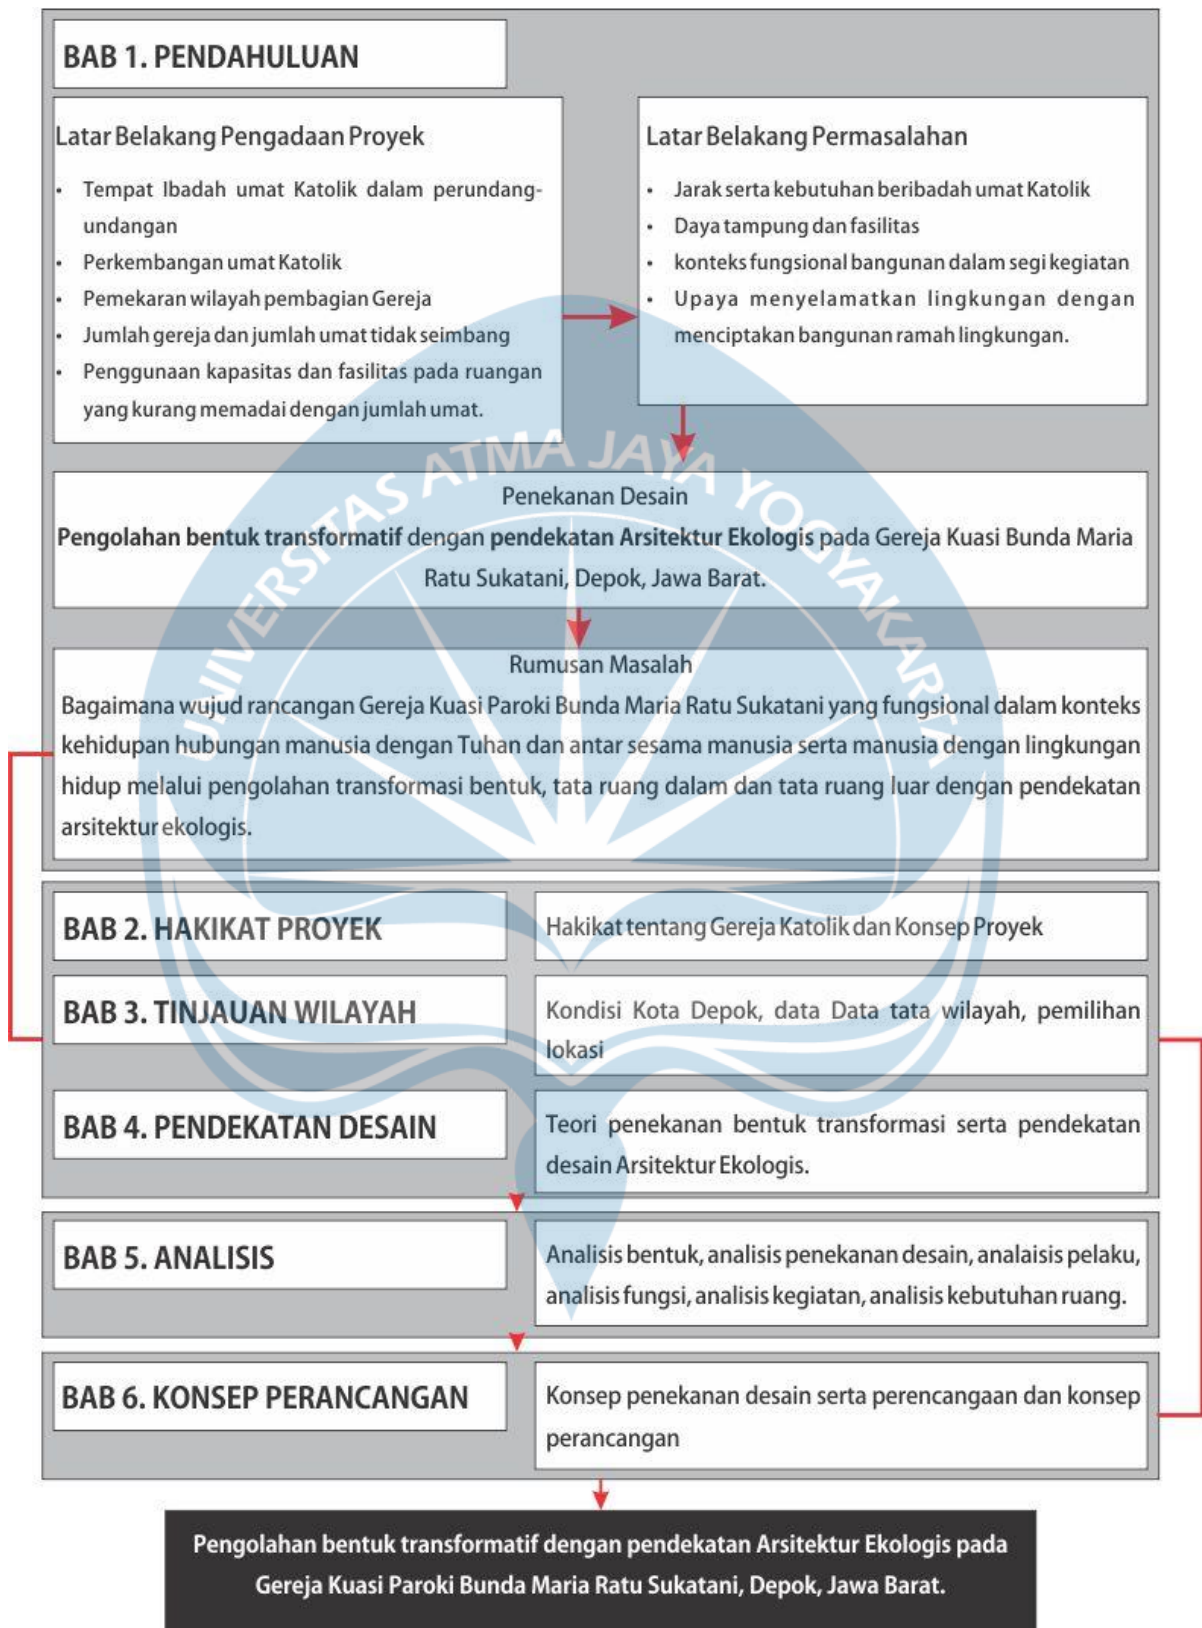 BAB 1. PENDAHULUAN
Latar Belakang Pengadaan Proyek
• Tempat Ibadah umat Katolik dalam perundang-
undangan
• Perkembangan umat Katolik
• Pemekaran wilayah pembagian Gereja
• Jumlah gereja dan jumlah umat tidak seimbang
• Penggunaan kapasitas dan fasilitas pada ruangan
yang kurang memadai dengan jumlah umat.
Latar Belakang Permasalahan
• Jarak serta kebutuhan beribadah umat Katolik
• Daya tampung dan fasilitas
• konteks fungsional bangunan dalam segi kegiatan
• Upaya menyelamatkan lingkungan dengan
menciptakan bangunan ramah lingkungan.
UNIVERSITAS ATMA JAYA YOGYAKARTA
Penekanan Desain
Pengolahan bentuk transformatif dengan pendekatan Arsitektur Ekologis pada Gereja Kuasi Bunda Maria
Ratu Sukatani, Depok, Jawa Barat.
Rumusan Masalah
Bagaimana wujud rancangan Gereja Kuasi Paroki Bunda Maria Ratu Sukatani yang fungsional dalam konteks
kehidupan hubungan manusia dengan Tuhan dan antar sesama manusia serta manusia dengan lingkungan
hidup melalui pengolahan transformasi bentuk, tata ruang dalam dan tata ruang luar dengan pendekatan
arsitektur ekologis.
BAB 2. HAKIKAT PROYEK
Hakikat tentang Gereja Katolik dan Konsep Proyek
BAB 3. TINJAUAN WILAYAH
Kondisi Kota Depok, data Data tata wilayah, pemilihan
lokasi
BAB 4. PENDEKATAN DESAIN
Teori penekanan bentuk transformasi serta pendekatan
desain Arsitektur Ekologis.
BAB 5. ANALISIS
Analisis bentuk, analisis penekanan desain, analaisis pelaku,
analisis fungsi, analisis kegiatan, analisis kebutuhan ruang.
BAB 6. KONSEP PERANCANGAN
Konsep penekanan desain serta perencangaan dan konsep
perancangan
Pengolahan bentuk transformatif dengan pendekatan Arsitektur Ekologis pada
Gereja Kuasi Paroki Bunda Maria Ratu Sukatani, Depok, Jawa Barat.